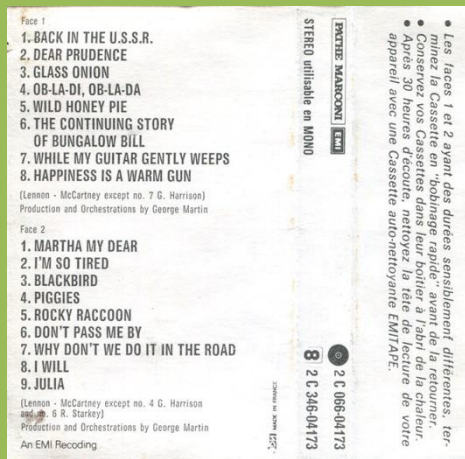 Face 1
1. BACK IN THE U.S.S.R.
2. DEAR PRUDENCE
3. GLASS ONION
4. OB-LA-DI, OB-LA-DA
5. WILD HONEY PIE
6. THE CONTINUING STORY
OF BUNGALOW BILL
7. WHILE MY GUITAR GENTLY WEEPS
8. HAPPINESS IS A WARM GUN
(Lennon - McCartney except no. 7 G. Harrison)
Production and Orchestrations by George Martin
Face 2
1. MARTHA MY DEAR
2. I'M SO TIRED
3. BLACKBIRD
4. PIGGIES
5. ROCKY RACCOON
6. DON'T PASS ME BY
7. WHY DON'T WE DO IT IN THE ROAD
8. I WILL
9. JULIA
(Lennon - McCartney except no. 4 G. Harrison
and no. 6 R. Starkey)
Production and Orchestrations by George Martin
An EMI Recoding
PATHE MARCONI EMI
STEREO utilisable en MONO
2 C 066-04173
8 2 C 346-04173
MADE IN FRANCE
• Les faces 1 et 2 ayant des durées sensiblement différentes, ter-
minez la Cassette en "bobinage rapide" avant de la retourner.
• Conservez vos Cassettes dans leur boîtier à l'abri de la chaleur.
• Après 30 heures d'écoute, nettoyez la tête de lecture de votre
appareil avec une Cassette auto-nettoyante EMITAPE.